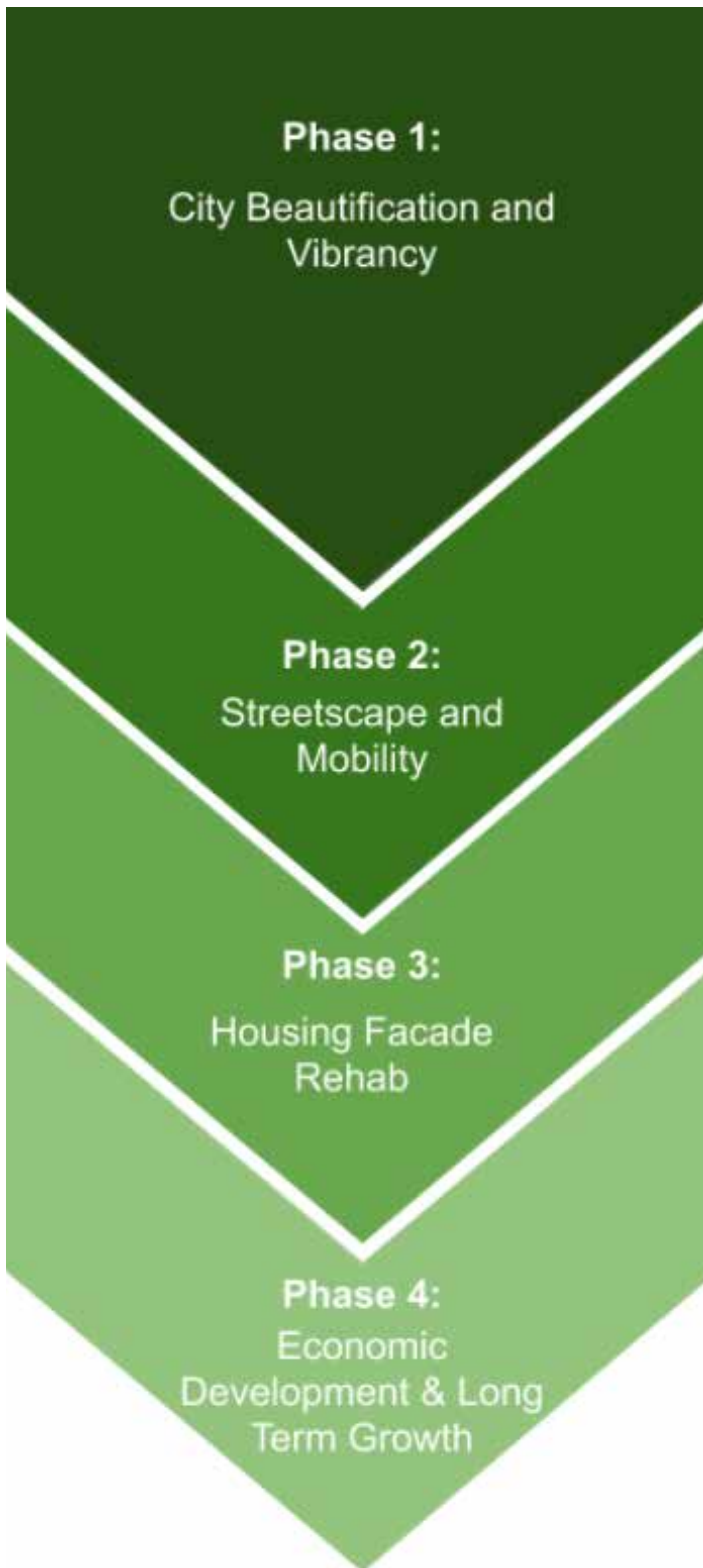 Phase 1:
City Beautification and
Vibrancy
Phase 2:
Streetscape and
Mobility
Phase 3:
Housing Facade
Rehab
Phase 4:
Economic
Development & Long
Term Growth